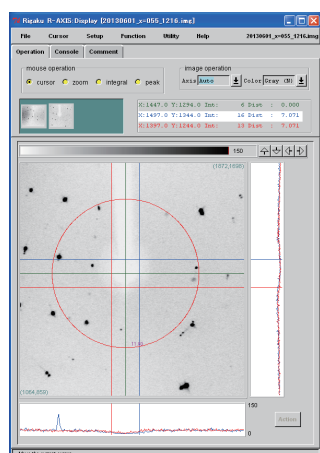 Rigaku R-AXIS:Display (20130601_x=055_1216.img)
File Cursor Setup Function Utility Help 20130601_x=055_1216.img
Operation Console Comment
mouse operation
cursor zoom integral peak
image operation
Axis Auto Color Gray (N)
X:1447.0 Y:1294.0 Int: 6 Dist : 0.000
X:1497.0 Y:1344.0 Int: 16 Dist : 7.071
X:1397.0 Y:1244.0 Int: 13 Dist : 7.071
150
(1872,1698)
(1064,859)
150
0
Action